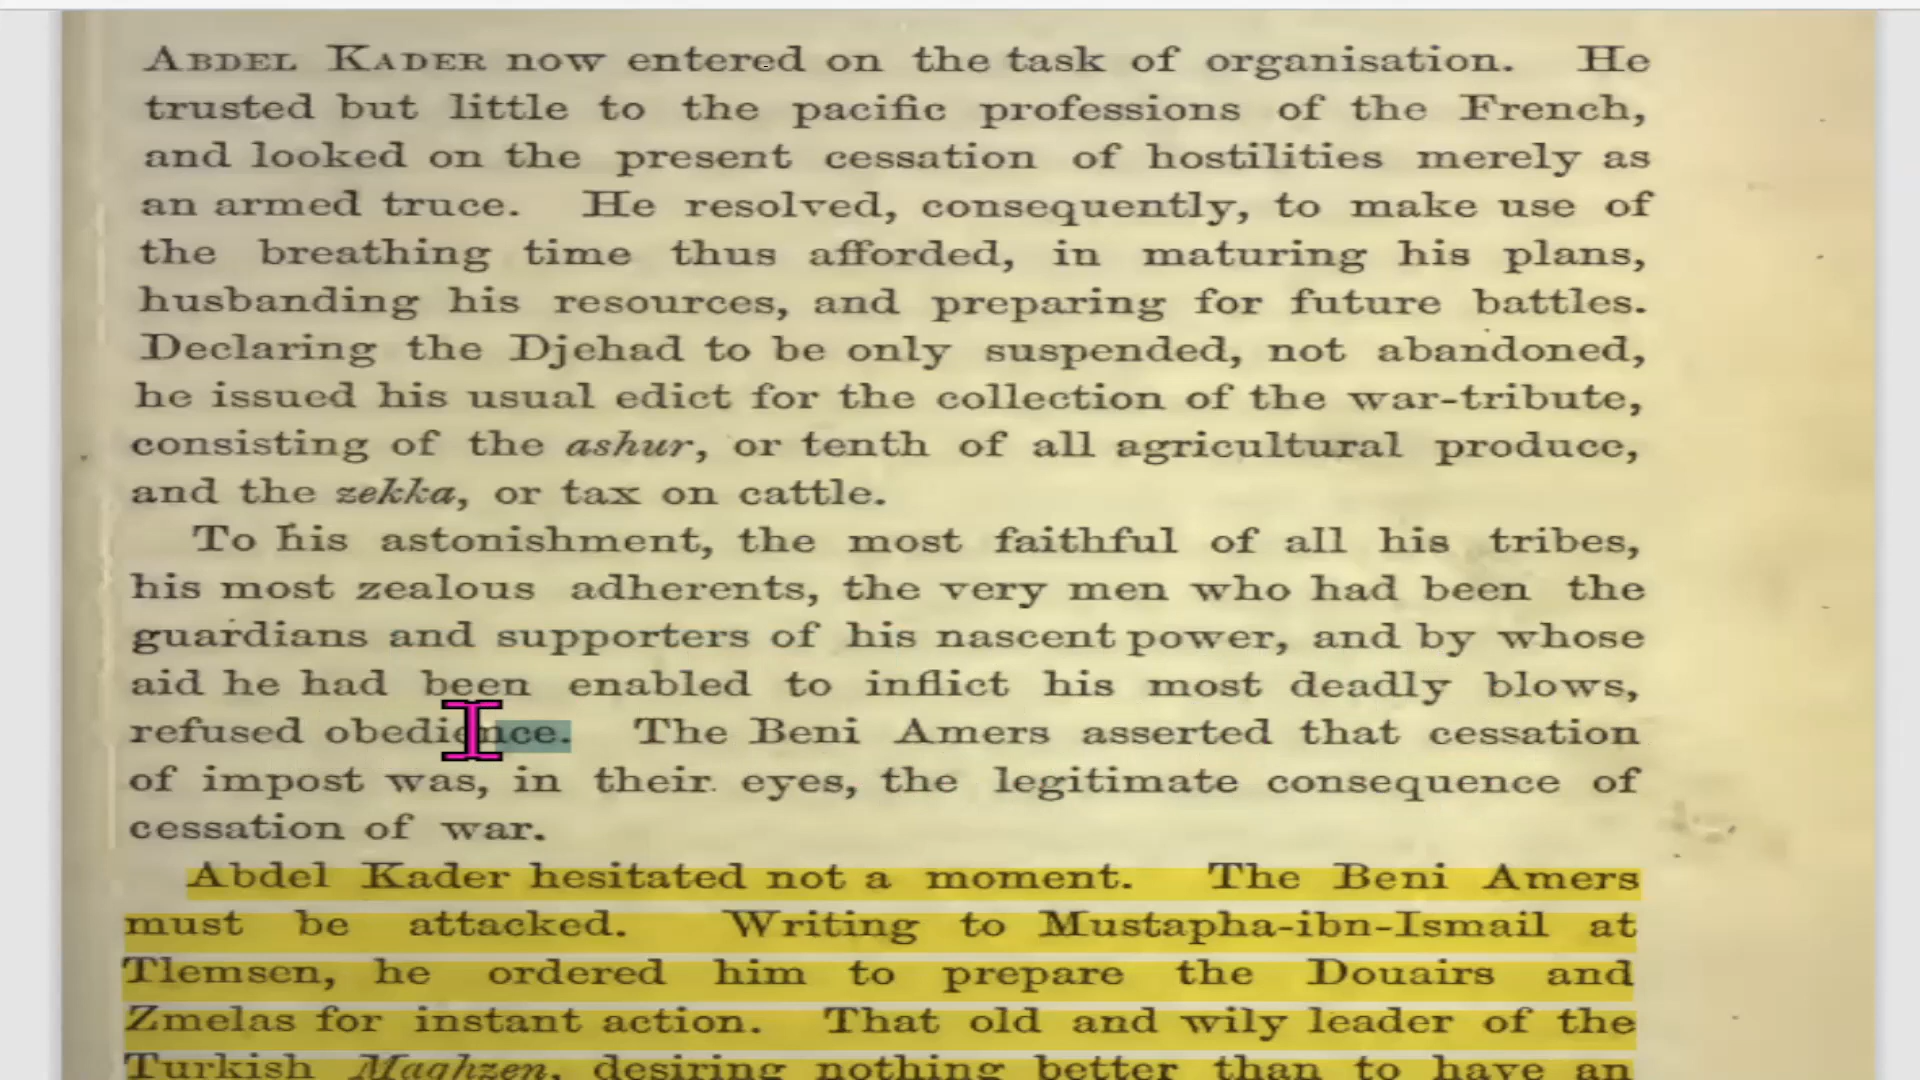 ABDEL KADER now entered on the task of organisation. He
trusted but little to the pacific professions of the French,
and looked on the present cessation of hostilities merely as
an armed truce. He resolved, consequently, to make use of
the breathing time thus afforded, in maturing his plans,
husbanding his resources, and preparing for future battles.
Declaring the Djehad to be only suspended, not abandoned,
he issued his usual edict for the collection of the war-tribute,
consisting of the ashur, or tenth of all agricultural produce,
and the zekka, or tax on cattle.
To his astonishment, the most faithful of all his tribes,
his most zealous adherents, the very men who had been the
guardians and supporters of his nascent power, and by whose
aid he had been enabled to inflict his most deadly blows,
refused obedience. The Beni Amers asserted that cessation
of impost was, in their eyes, the legitimate consequence of
cessation of war.
Abdel Kader hesitated not a moment. The Beni Amers
must be attacked. Writing to Mustapha-ibn-Ismail at
Tlemsen, he ordered him to prepare the Douairs and
Zmelas for instant action. That old and wily leader of the
Turkish Maghzen, desiring nothing better than to have an